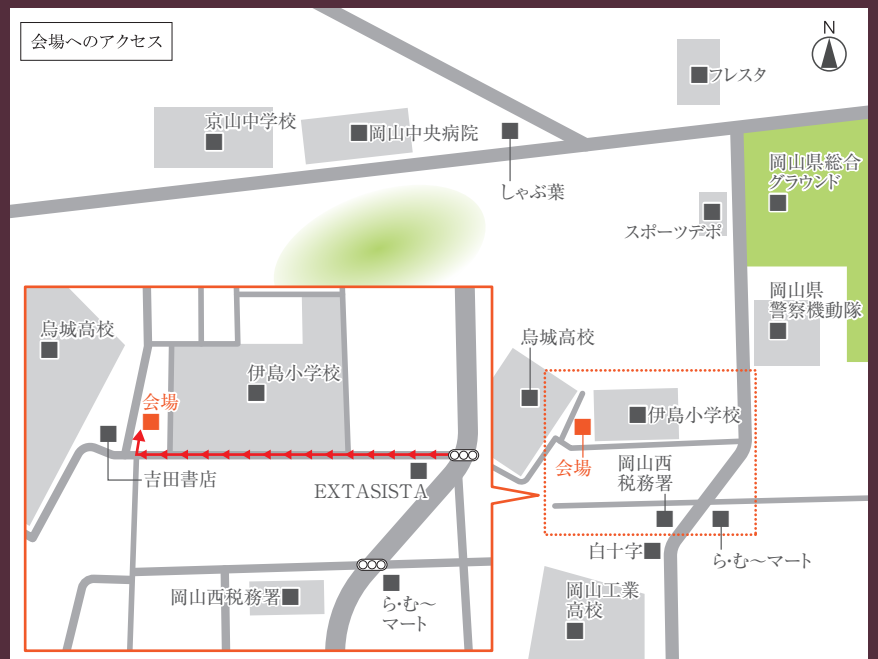 会場へのアクセス
N
フレスタ
京山中学校
岡山中央病院
しゃぶ葉
岡山県総合
グラウンド
スポーツデポ
岡山県
警察機動隊
烏城高校
伊島小学校
会場
岡山西
税務署
白十字
ら・む〜マート
岡山工業
高校
烏城高校
伊島小学校
会場
吉田書店
EXTASISTA
岡山西税務署
ら・む〜
マート